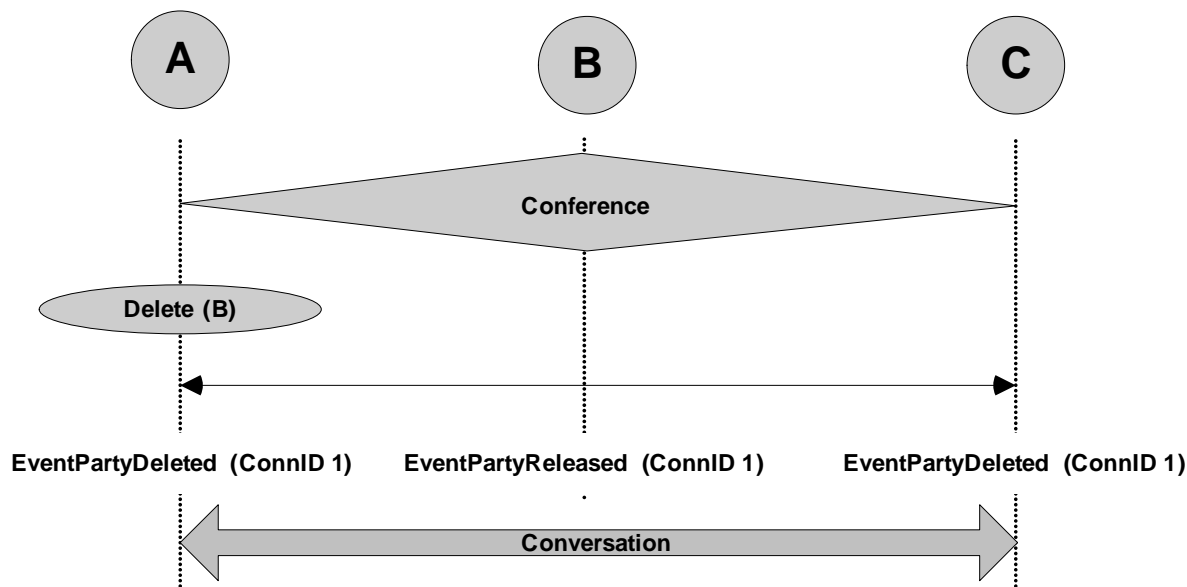 A
B
C
Conference
Delete (B)
EventPartyDeleted (ConnID 1)
EventPartyReleased (ConnID 1)
EventPartyDeleted (ConnID 1)
Conversation